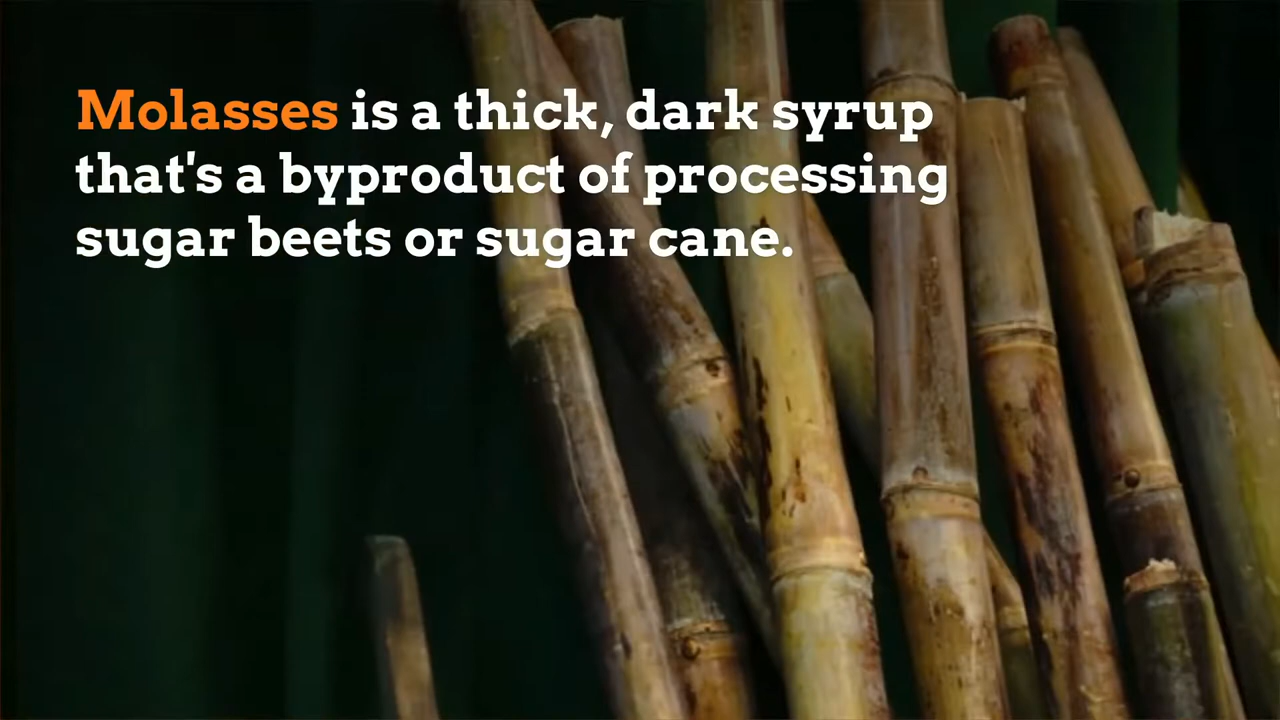 Molasses is a thick, dark syrup
that's a byproduct of processing
sugar beets or sugar cane.